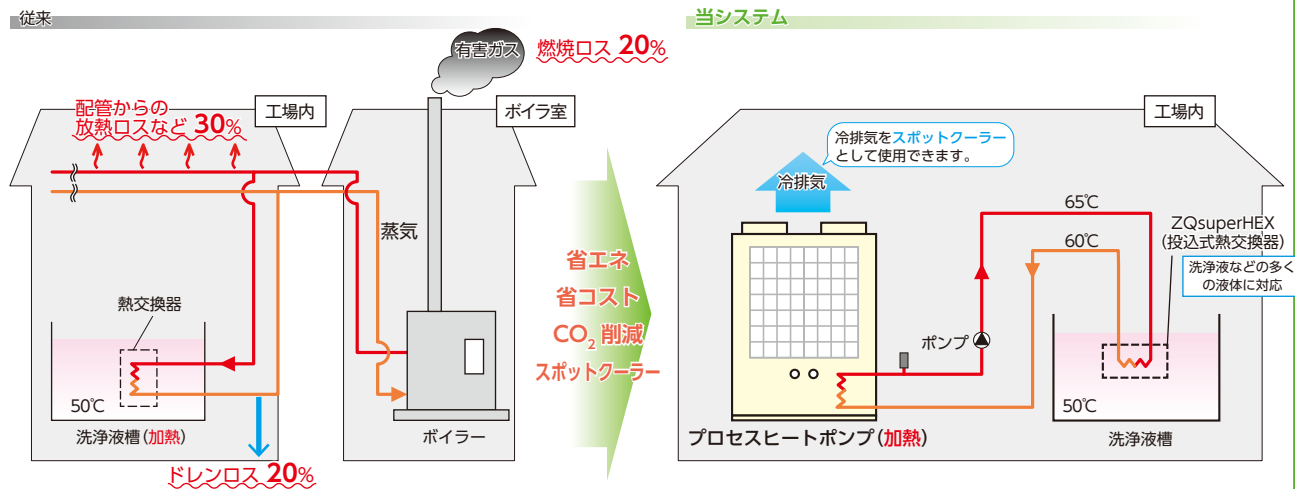 従来
有害ガス
燃焼ロス 20%
配管からの
放熱ロスなど 30%
工場内
ボイラ室
蒸気
熱交換器
50℃
洗浄液槽(加熱)
ドレンロス 20%
ボイラー
省エネ
省コスト
CO2 削減
スポットクーラー
当システム
工場内
冷排気をスポットクーラー
として使用できます。
冷排気
65℃
60℃
ZQsuperHEX
(投込式熱交換器)
洗浄液などの多く
の液体に対応
ポンプ
50℃
プロセスヒートポンプ(加熱)
洗浄液槽